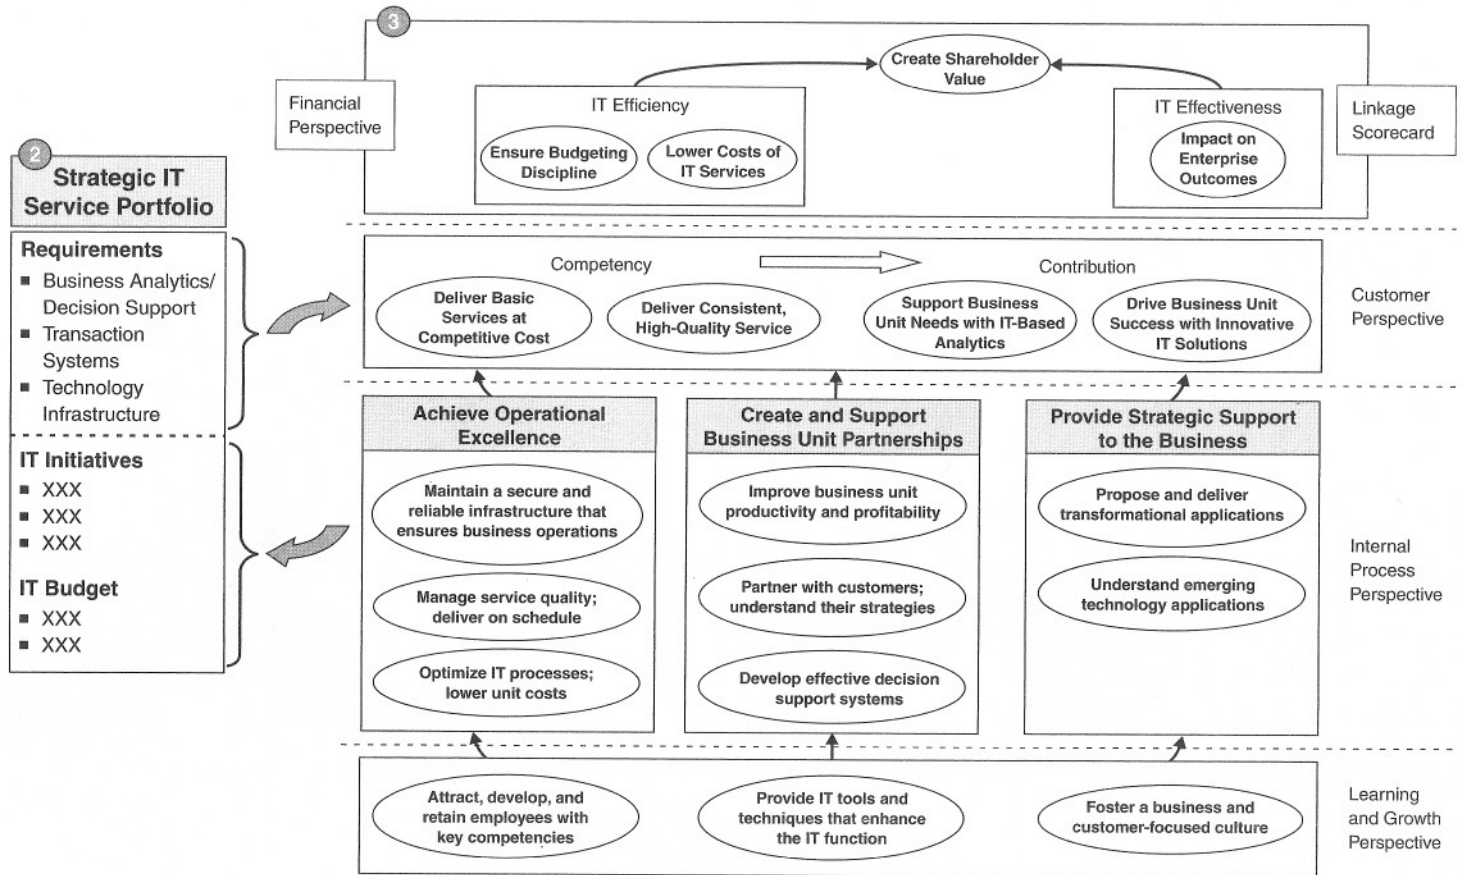 3
Create Shareholder
Value
Financial
Perspective
IT Efficiency
Ensure Budgeting
Discipline
Lower Costs of
IT Services
IT Effectiveness
Impact on
Enterprise
Outcomes
Linkage
Scorecard
2
Strategic IT
Service Portfolio
Requirements
■ Business Analytics/
Decision Support
■ Transaction
Systems
■ Technology
Infrastructure
IT Initiatives
■ XXX
■ XXX
■ XXX
IT Budget
■ XXX
■ XXX
Competency
Contribution
Deliver Basic
Services at
Competitive Cost
Deliver Consistent,
High-Quality Service
Support Business
Unit Needs with IT-Based
Analytics
Drive Business Unit
Success with Innovative
IT Solutions
Customer
Perspective
Achieve Operational
Excellence
Maintain a secure and
reliable infrastructure that
ensures business operations
Manage service quality;
deliver on schedule
Optimize IT processes;
lower unit costs
Create and Support
Business Unit Partnerships
Improve business unit
productivity and profitability
Partner with customers;
understand their strategies
Develop effective decision
support systems
Provide Strategic Support
to the Business
Propose and deliver
transformational applications
Understand emerging
technology applications
Internal
Process
Perspective
Attract, develop, and
retain employees with
key competencies
Provide IT tools and
techniques that enhance
the IT function
Foster a business and
customer-focused culture
Learning
and Growth
Perspective